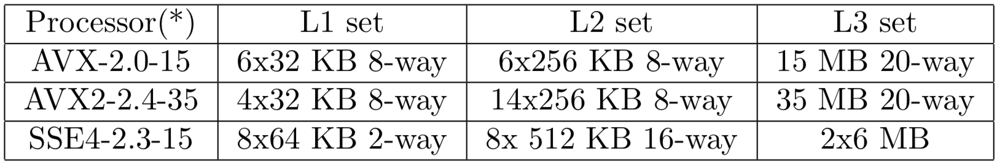 Processor(*) L1 set L2 set L3 set
AVX-2.0-15 6x32 KB 8-way 6x256 KB 8-way 15 MB 20-way
AVX2-2.4-35 4x32 KB 8-way 14x256 KB 8-way 35 MB 20-way
SSE4-2.3-15 8x64 KB 2-way 8x 512 KB 16-way 2x6 MB